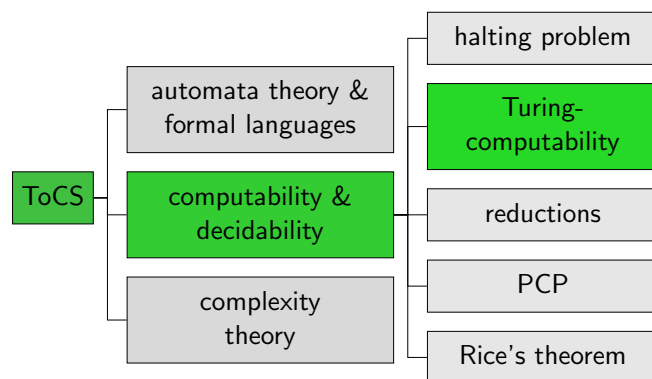 ToCS
automata theory &
formal languages
computability &
decidability
complexity
theory
halting problem
Turing-
computability
reductions
PCP
Rice's theorem